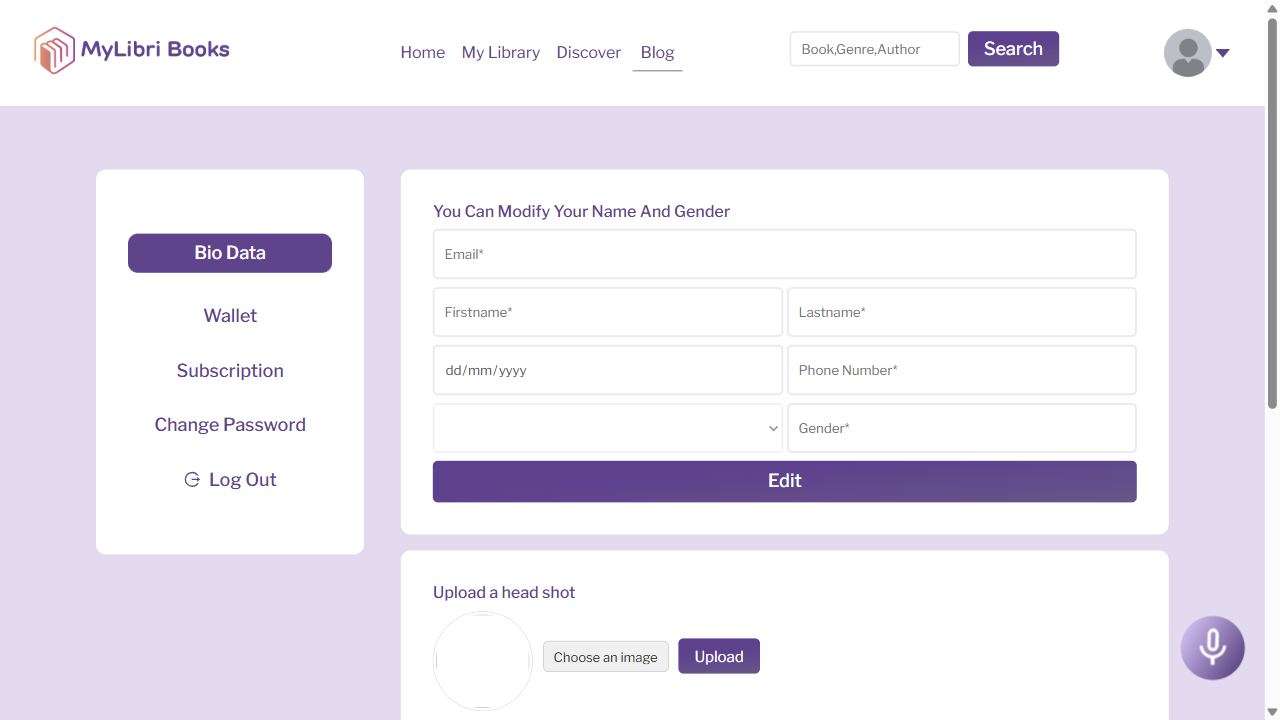 MyLibri Books
Home My Library Discover Blog
Book,Genre,Author Search
Bio Data
Wallet
Subscription
Change Password
Log Out
You Can Modify Your Name And Gender
Email*
Firstname* Lastname*
dd/mm/yyyy Phone Number*
Gender*
Edit
Upload a head shot
Choose an image Upload